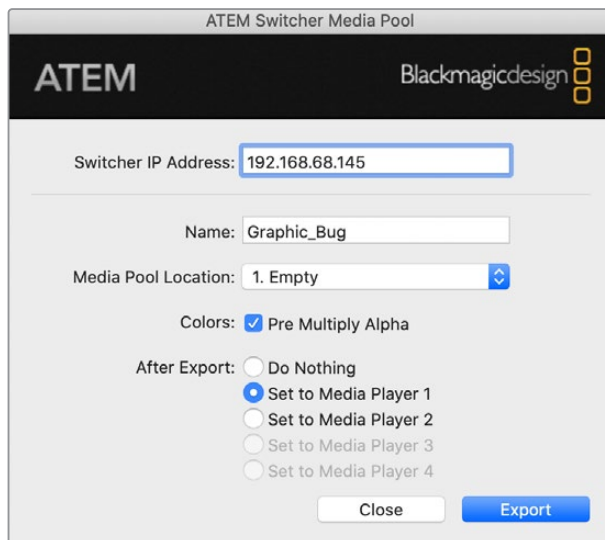 ATEM Switcher Media Pool
ATEM
Blackmagicdesign
Switcher IP Address: 192.168.68.145
Name: Graphic_Bug
Media Pool Location: 1. Empty
Colors: Pre Multiply Alpha
After Export: Do Nothing
Set to Media Player 1
Set to Media Player 2
Set to Media Player 3
Set to Media Player 4
Close Export